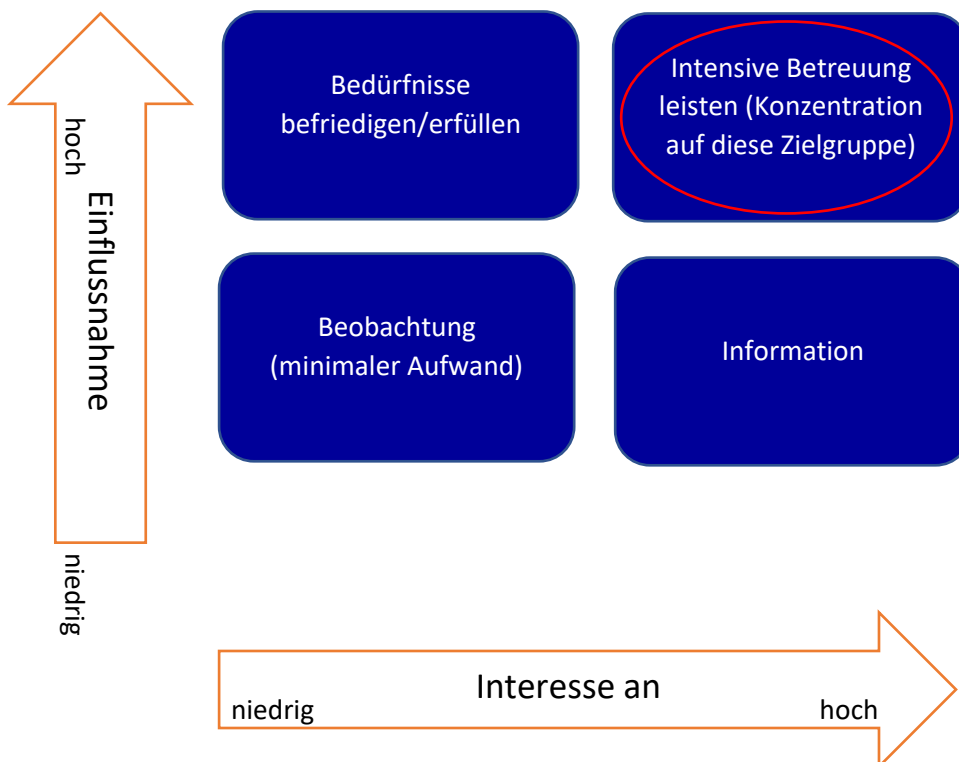 Bedürfnisse
befriedigen/erfüllen
Intensive Betreuung
leisten (Konzentration
auf diese Zielgruppe)
hoch
Einflussnahme
niedrig
Beobachtung
(minimaler Aufwand)
Information
Interesse an
niedrig
hoch